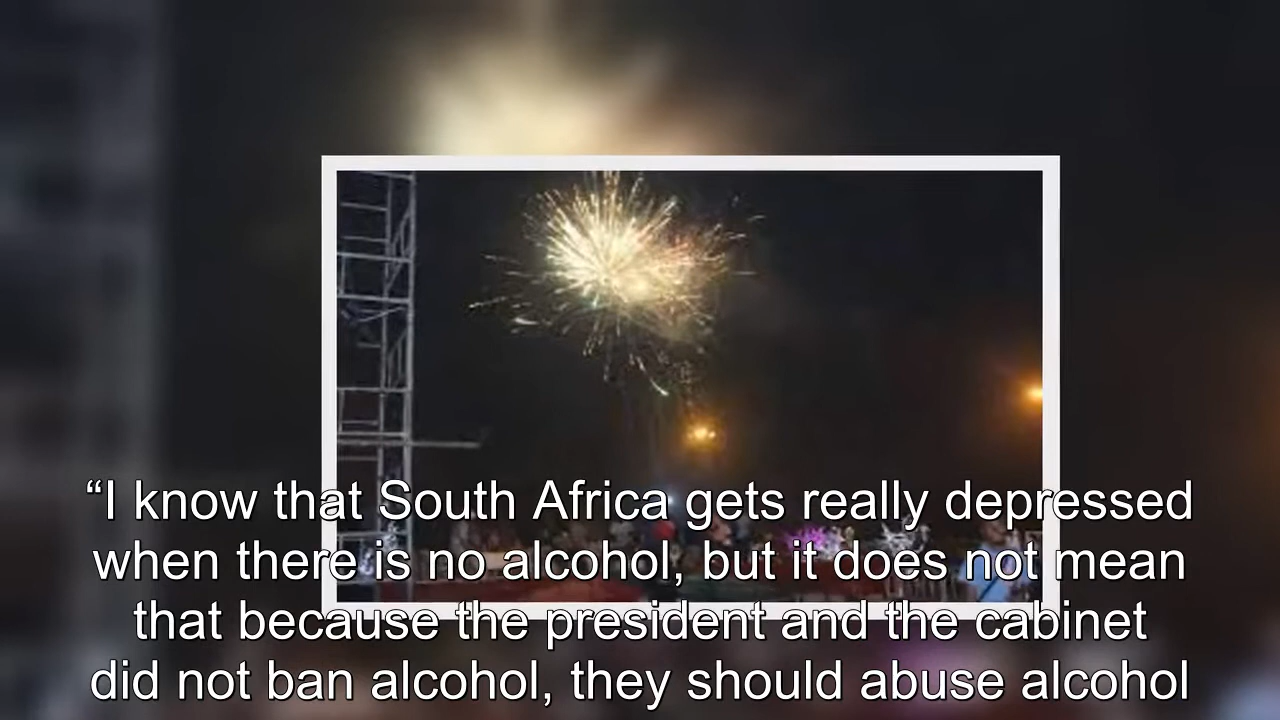 “I know that South Africa gets really depressed
when there is no alcohol, but it does not mean
that because the president and the cabinet
did not ban alcohol, they should abuse alcohol